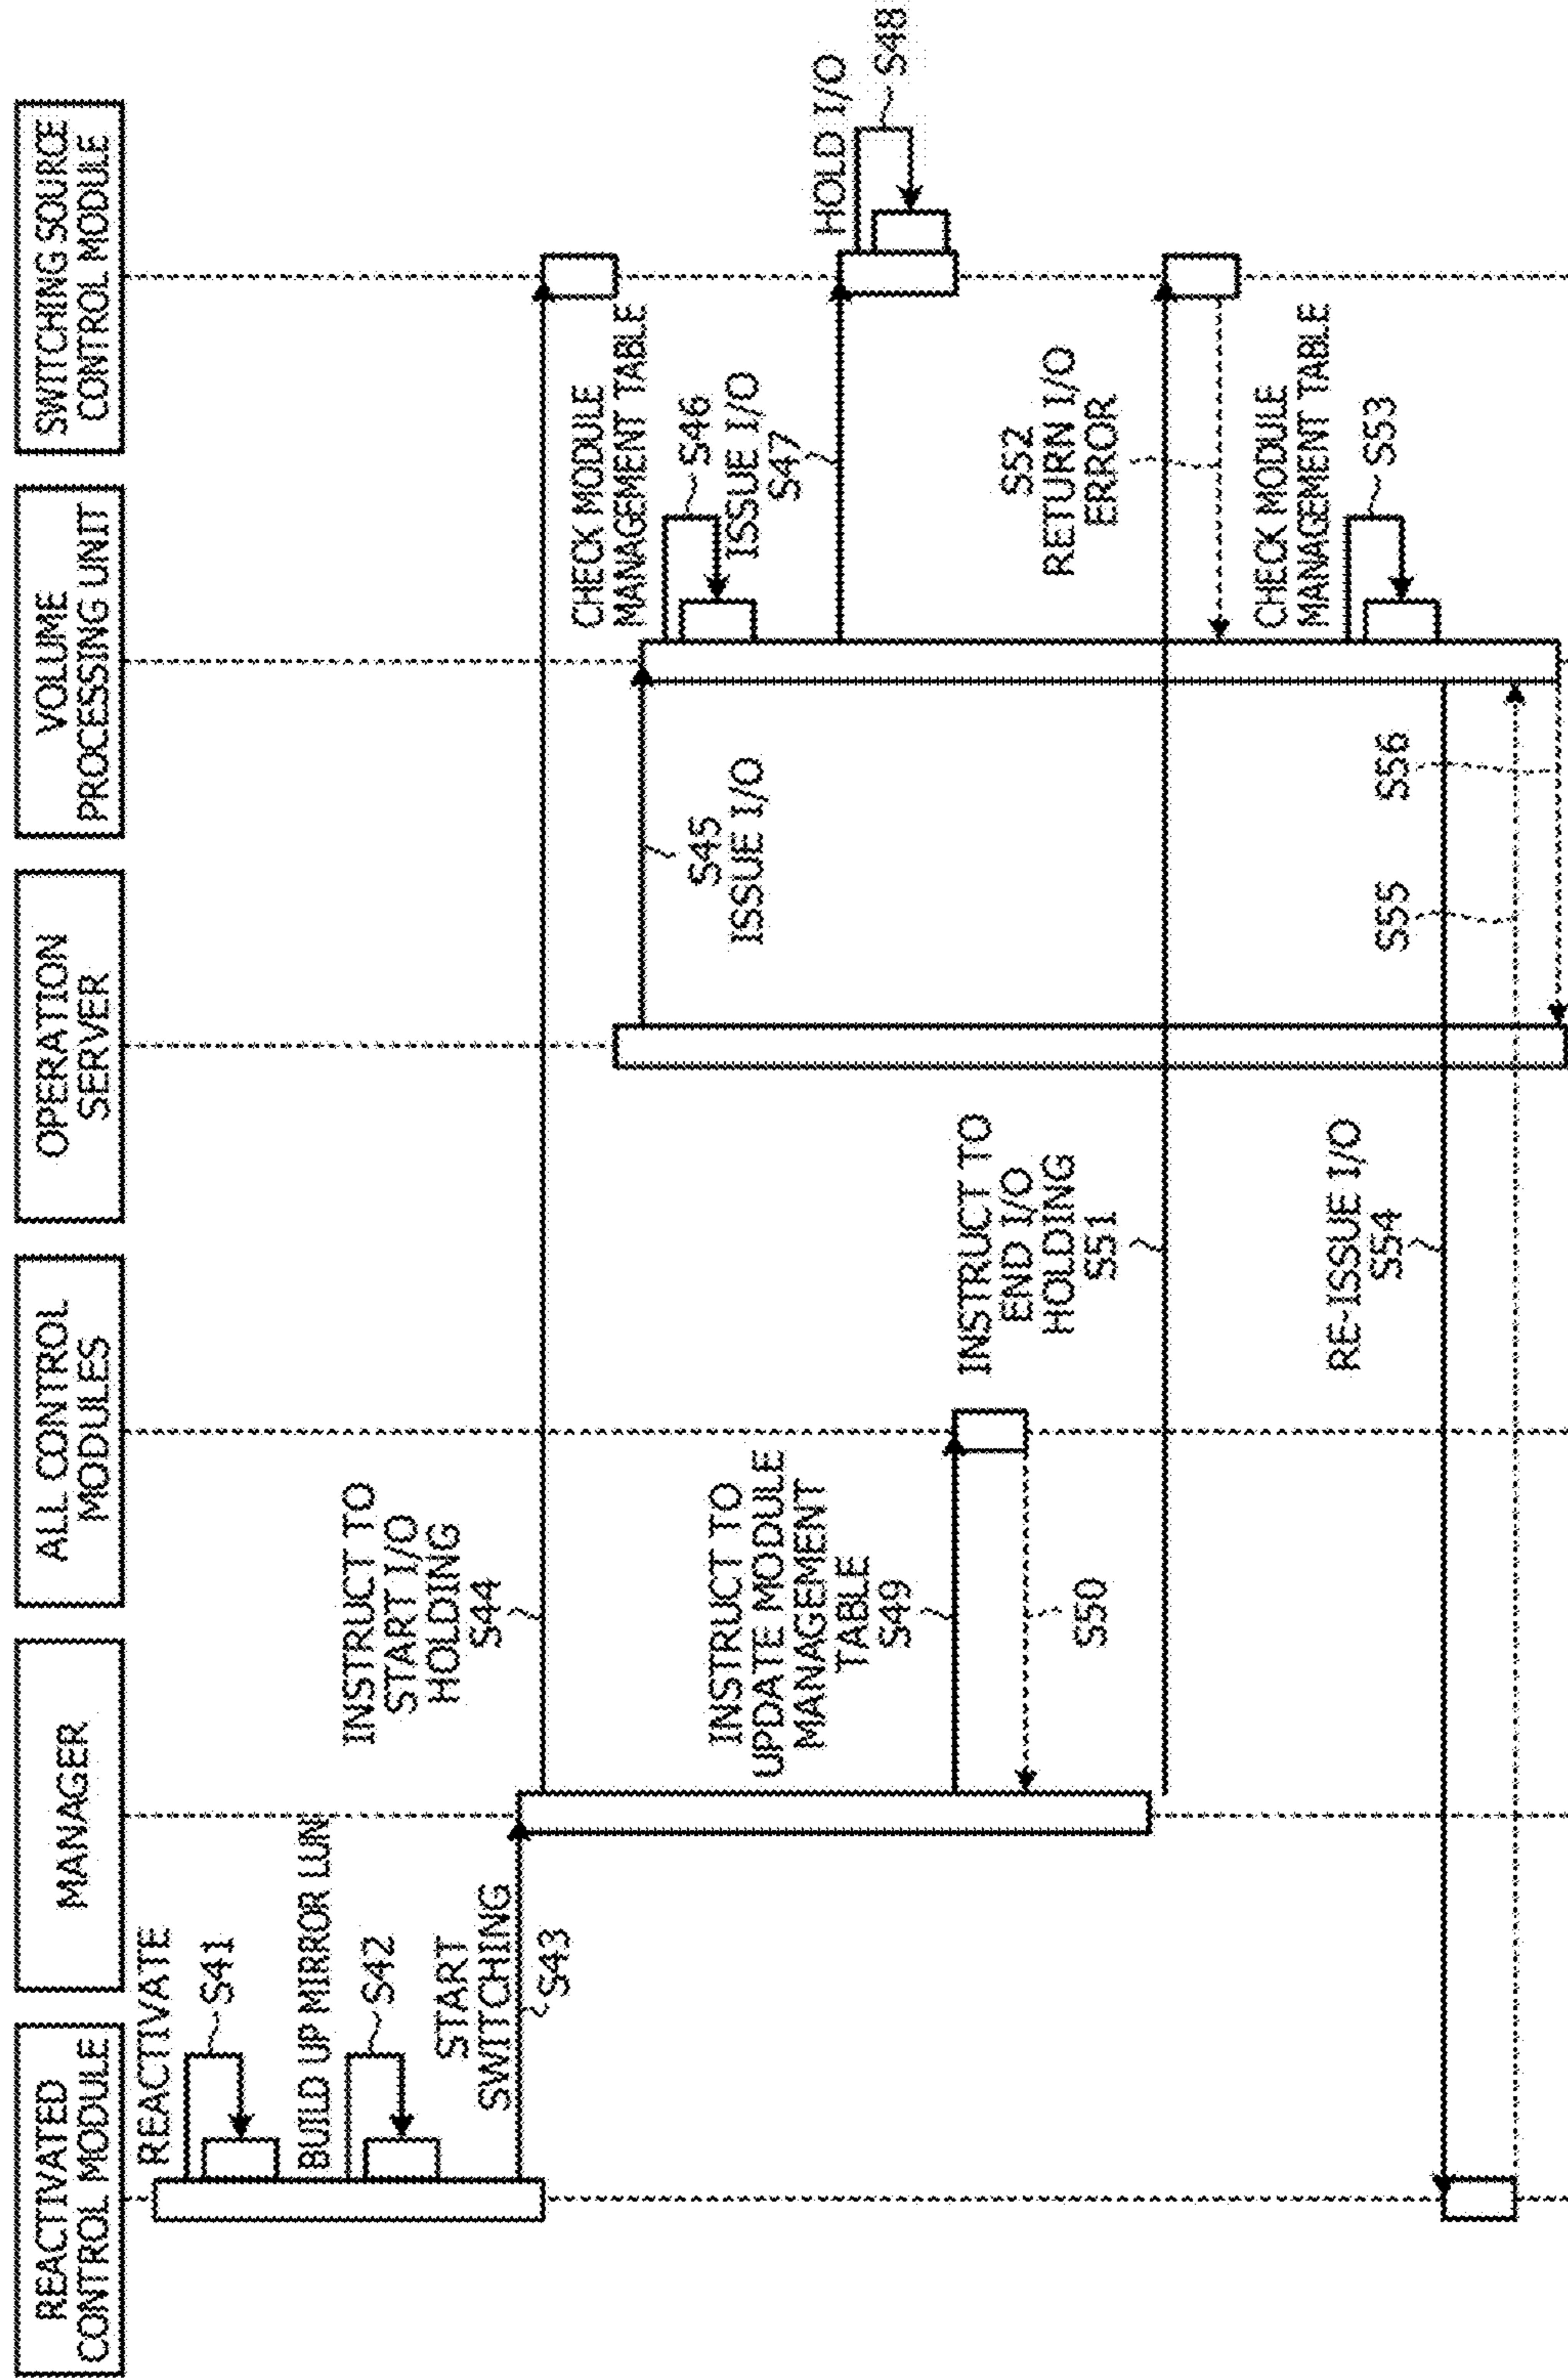 REACTIVATED
CONTROL MODULE
MANAGER
ALL CONTROL
MODULES
OPERATION
SERVER
VOLUME
PROCESSING UNIT
SWITCHING SOURCE
CONTROL MODULE
REACTIVATE
S41
BUILD UP MIRROR LUN
S42
START
SWITCHING
S43
INSTRUCT TO
START I/O
HOLDING
S44
S45
ISSUE I/O
CHECK MODULE
MANAGEMENT TABLE
S46
ISSUE I/O
S47
HOLD I/O
S48
INSTRUCT TO
UPDATE MODULE
MANAGEMENT
TABLE
S49
S50
INSTRUCT TO
END I/O
HOLDING
S51
S52
RETURN I/O
ERROR
CHECK MODULE
MANAGEMENT TABLE
S53
RE-ISSUE I/O
S54
S55
S56